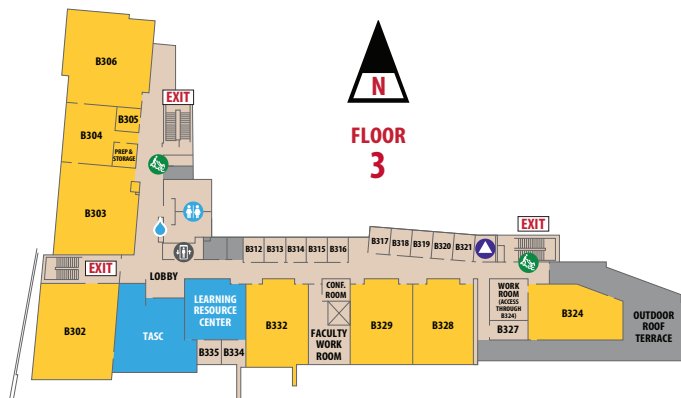 B306
EXIT
N
B305
B304
FLOOR
3
PREP &
STORAGE
B303
B312
B313
B314
B315
B316
B317
B318
B319
B320
B321
EXIT
EXIT
LOBBY
CONF.
ROOM
WORK
ROOM
(ACCESS
THROUGH
B324)
LEARNING
RESOURCE
CENTER
B302
TASC
B332
FACULTY
WORK
ROOM
B329
B328
B327
B324
OUTDOOR
ROOF
TERRACE
B335
B334